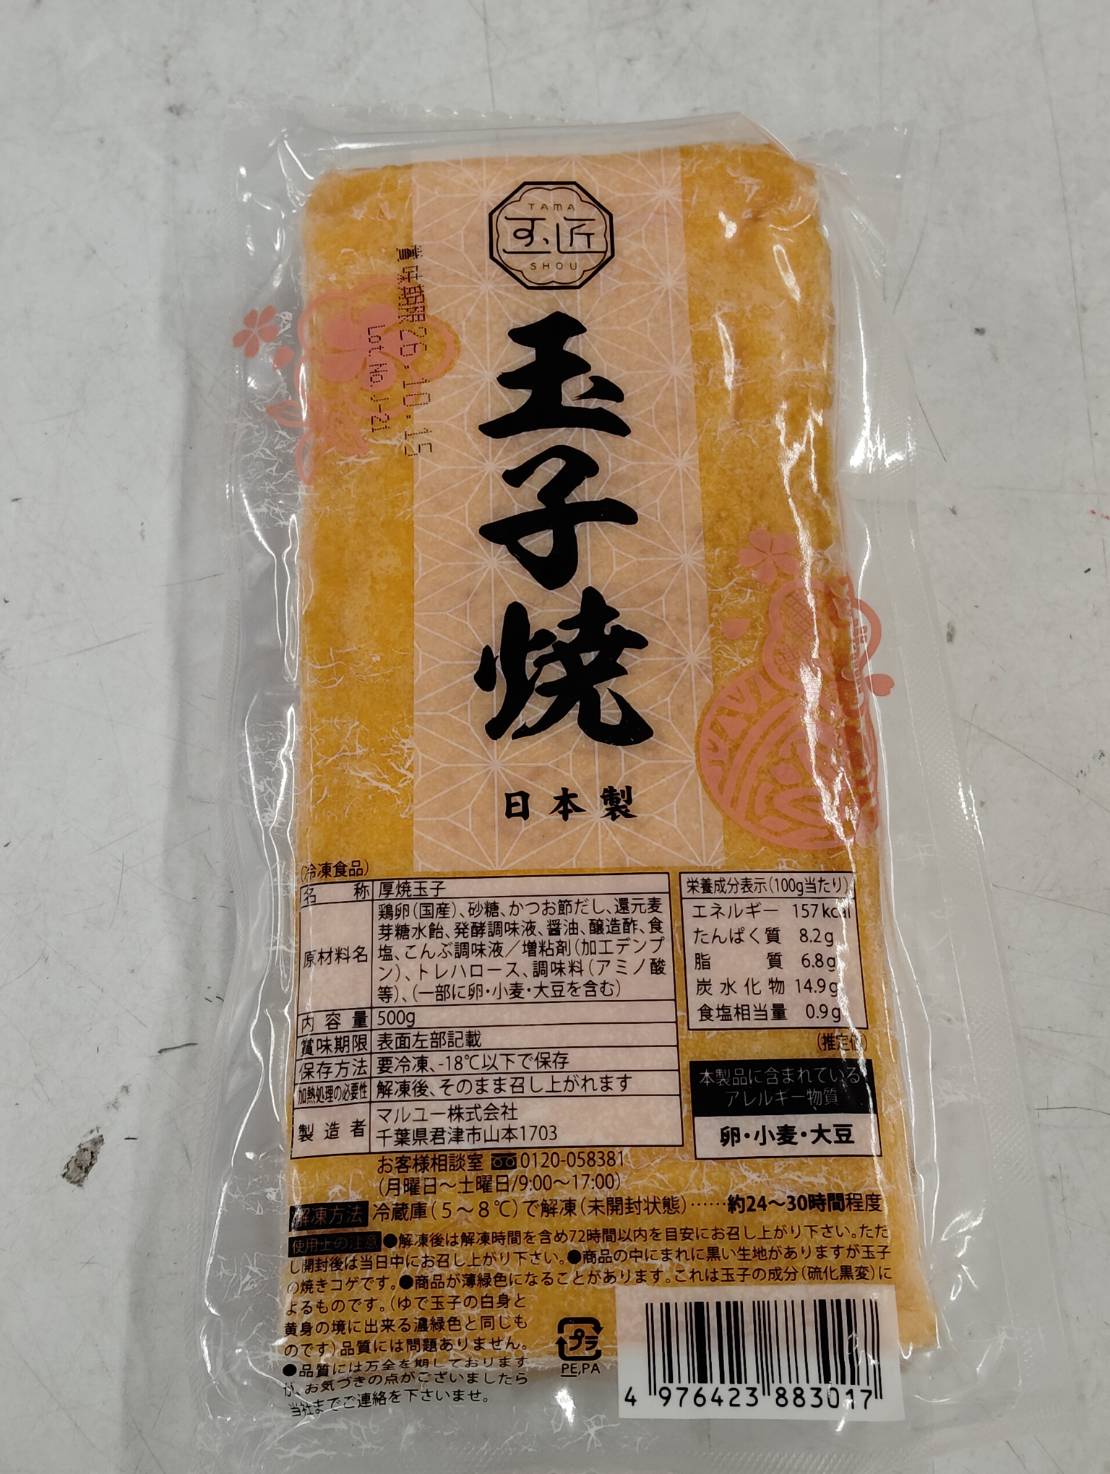 TAMA
玉匠
SHOU
賞味期限26.10.15
Lot.No.J-21
玉子焼
日本製
(冷凍食品)
名称 厚焼玉子
原材料名 鶏卵(国産)、砂糖、かつお節だし、還元麦
芽糖水飴、発酵調味液、醤油、醸造酢、食
塩、こんぶ調味液/増粘剤(加工デンプ
ン)、トレハロース、調味料(アミノ酸
等)、(一部に卵・小麦・大豆を含む)
内容量 500g
賞味期限 表面左部記載
保存方法 要冷凍、-18℃以下で保存
加熱処理の必要性 解凍後、そのまま召し上がれます
製造者 マルユー株式会社
千葉県君津市山本1703
お客様相談室 0120-058381
(月曜日〜土曜日/9:00〜17:00)
栄養成分表示(100g当たり)
エネルギー 157kcal
たんぱく質 8.2g
脂質 6.8g
炭水化物 14.9g
食塩相当量 0.9g
(推定値)
本製品に含まれている
アレルギー物質
卵・小麦・大豆
解凍方法 冷蔵庫(5〜8℃)で解凍(未開封状態)……約24〜30時間程度
使用上の注意 ●解凍後は解凍時間を含め72時間以内を目安にお召し上がり下さい。ただ
し開封後は当日中にお召し上がり下さい。●商品の中にまれに黒い生地がありますが玉子
の焼きコゲです。●商品が薄緑色になることがあります。これは玉子の成分(硫化黒変)に
よるものです。(ゆで玉子の白身と
黄身の境に出来る濃緑色と同じも
のです)品質には問題ありません。
●品質には万全を期しております
が、お気づきの点がございましたら
当社までご連絡を下さいませ。
プラ
PE,PA
4 976423 883017